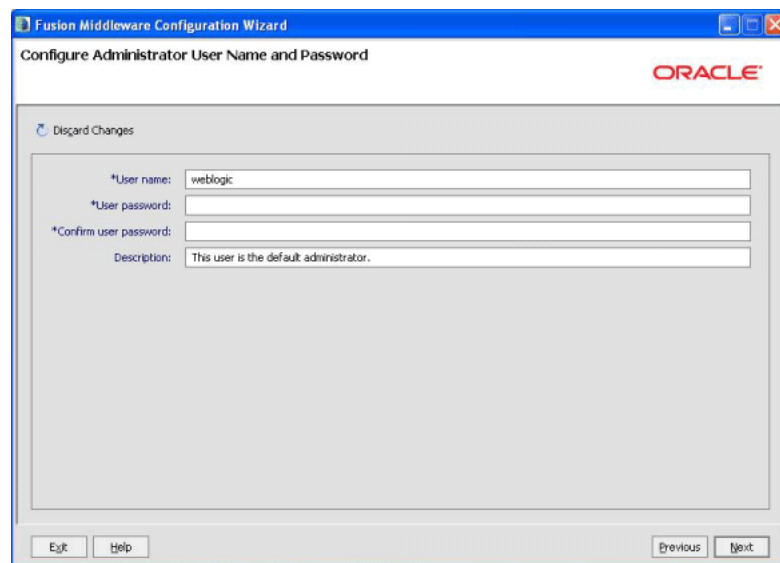 Fusion Middleware Configuration Wizard
Configure Administrator User Name and Password
ORACLE
Discard Changes
*User name: weblogic
*User password:
*Confirm user password:
Description: This user is the default administrator.
Exit Help Previous Next